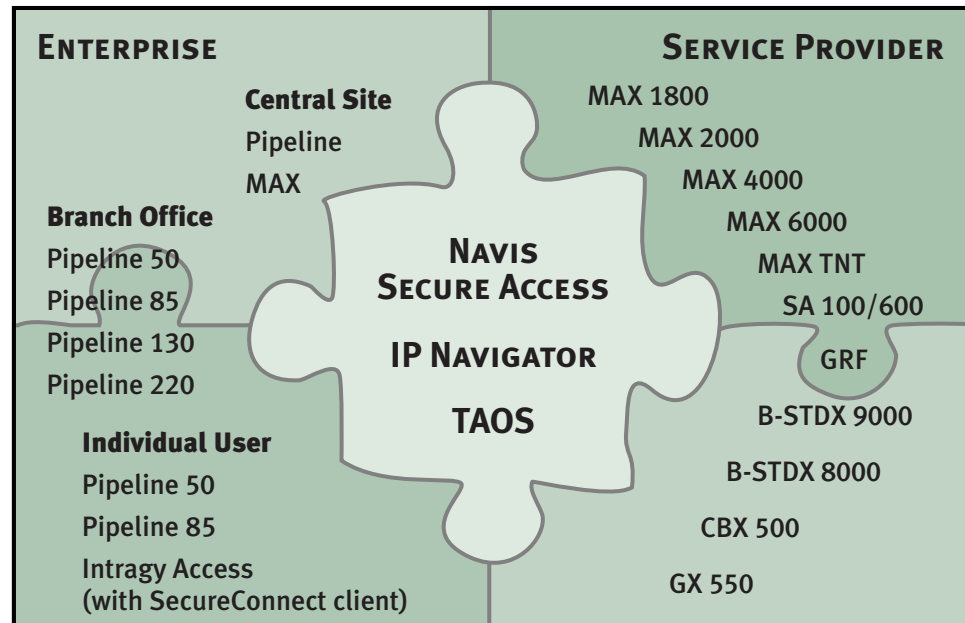 ENTERPRISE
Central Site
Pipeline
MAX
Branch Office
Pipeline 50
Pipeline 85
Pipeline 130
Pipeline 220
Individual User
Pipeline 50
Pipeline 85
Intragy Access
(with SecureConnect client)
NAVIS
SECURE ACCESS
IP NAVIGATOR
TAOS
SERVICE PROVIDER
MAX 1800
MAX 2000
MAX 4000
MAX 6000
MAX TNT
SA 100/600
GRF
B-STDX 9000
B-STDX 8000
CBX 500
GX 550